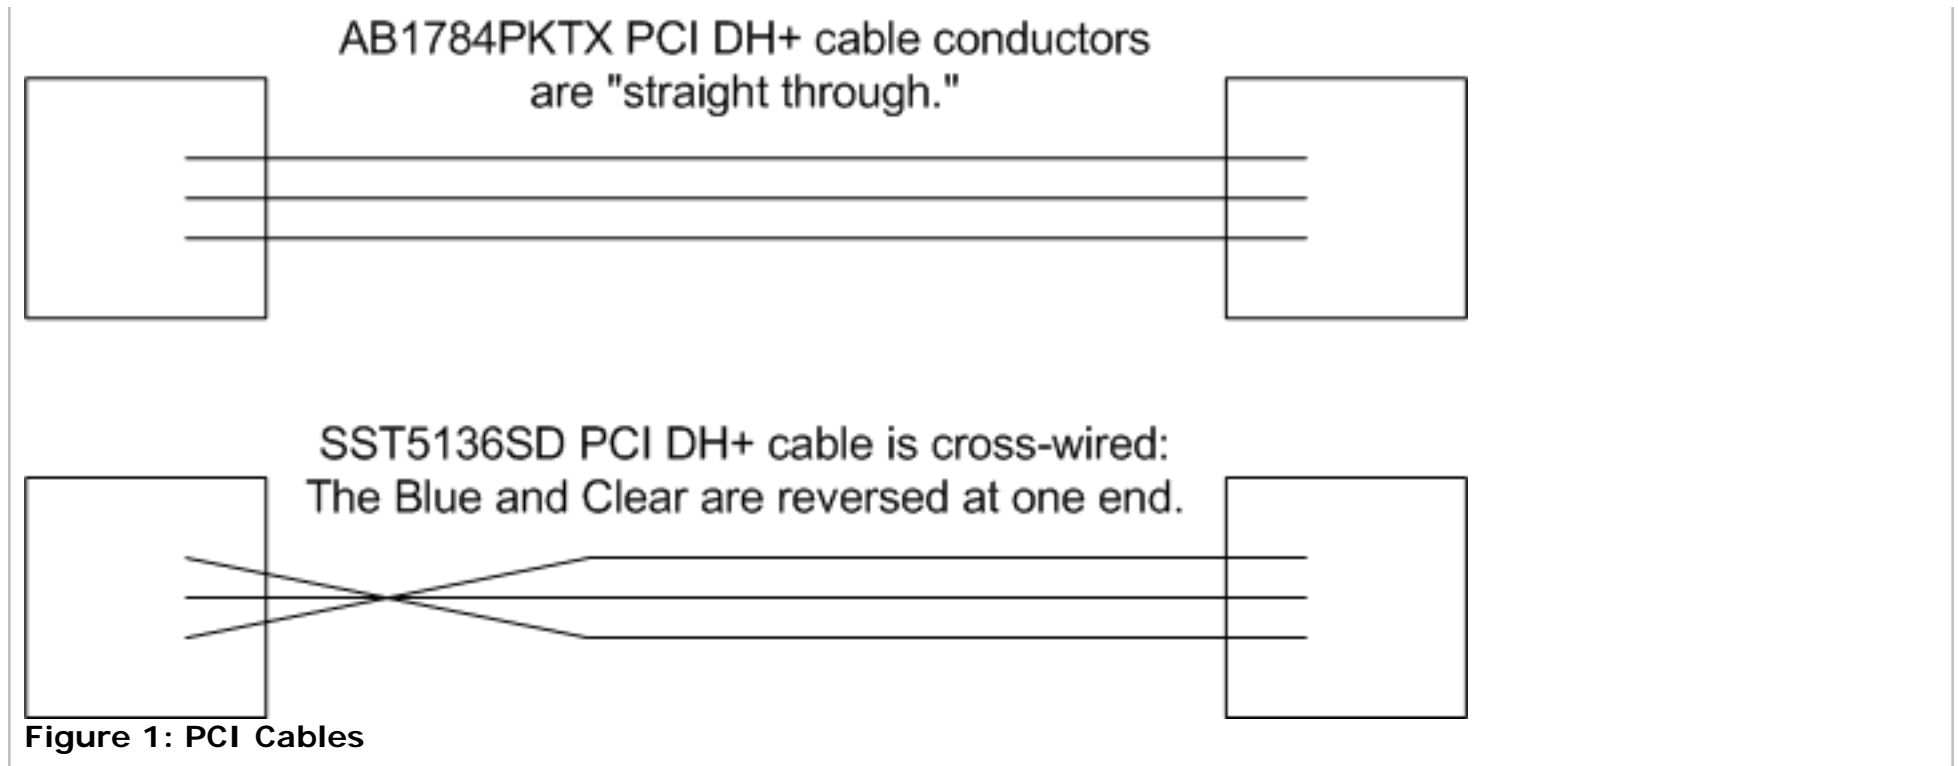 AB1784PKTX PCI DH+ cable conductors
are "straight through."
SST5136SD PCI DH+ cable is cross-wired:
The Blue and Clear are reversed at one end.
Figure 1: PCI Cables